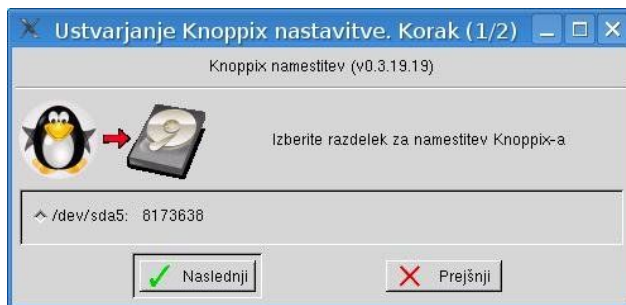 Ustvarjanje Knoppix nastavitve. Korak (1/2)
Knoppix namestitev (v0.3.19.19)
Izberite razdelek za namestitev Knoppix-a
/dev/sda5: 8173638
Naslednji
Prejšnji